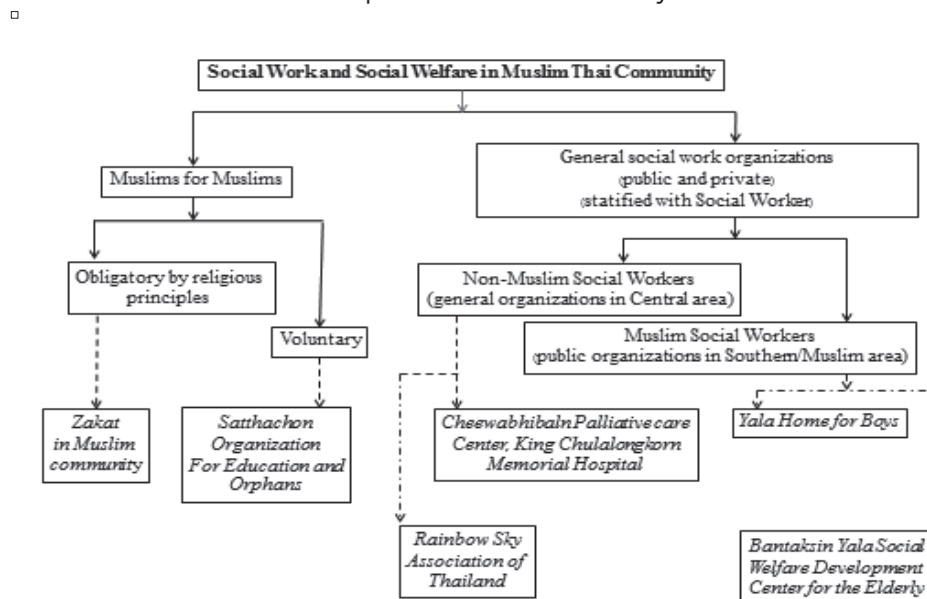 Social Work and Social Welfare in Muslim Thai Community
Muslims for Muslims
General social work organizations
(public and private)
(statified with Social Worker)
Obligatory by religious
principles
Voluntary
Non-Muslim Social Workers
(general organizations in Central area)
Muslim Social Workers
(public organizations in Southern/Muslim area)
Zakat
in Muslim
community
Satthachon
Organization
For Education and
Orphans
Cheewabhibaln Palliative care
Center, King Chulalongkorn
Memorial Hospital
Yala Home for Boys
Rainbow Sky
Association of
Thailand
Bantaksin Yala Social
Welfare Development
Center for the Elderly